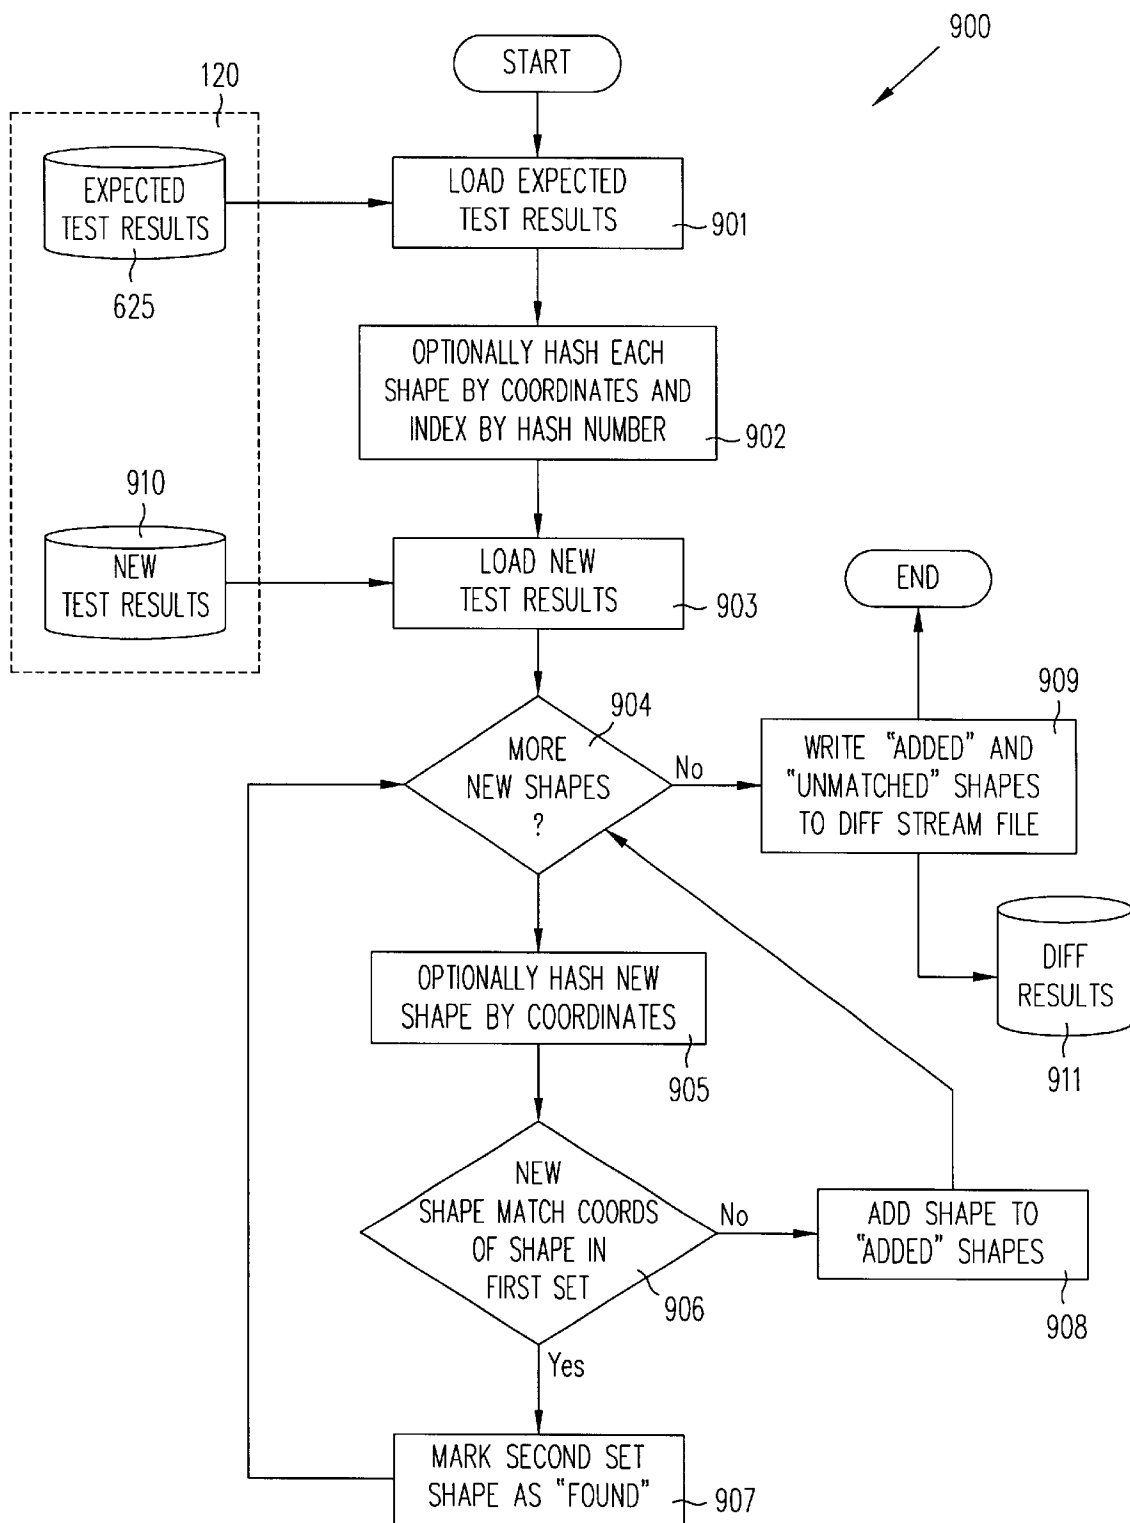 900
START
120
EXPECTED
TEST RESULTS
625
LOAD EXPECTED
TEST RESULTS
901
OPTIONALLY HASH EACH
SHAPE BY COORDINATES AND
INDEX BY HASH NUMBER
902
910
NEW
TEST RESULTS
LOAD NEW
TEST RESULTS
903
END
904
MORE
NEW SHAPES
?
No
909
WRITE "ADDED" AND
"UNMATCHED" SHAPES
TO DIFF STREAM FILE
DIFF
RESULTS
911
OPTIONALLY HASH NEW
SHAPE BY COORDINATES
905
NEW
SHAPE MATCH COORDS
OF SHAPE IN
FIRST SET
906
No
ADD SHAPE TO
"ADDED" SHAPES
908
Yes
MARK SECOND SET
SHAPE AS "FOUND"
907